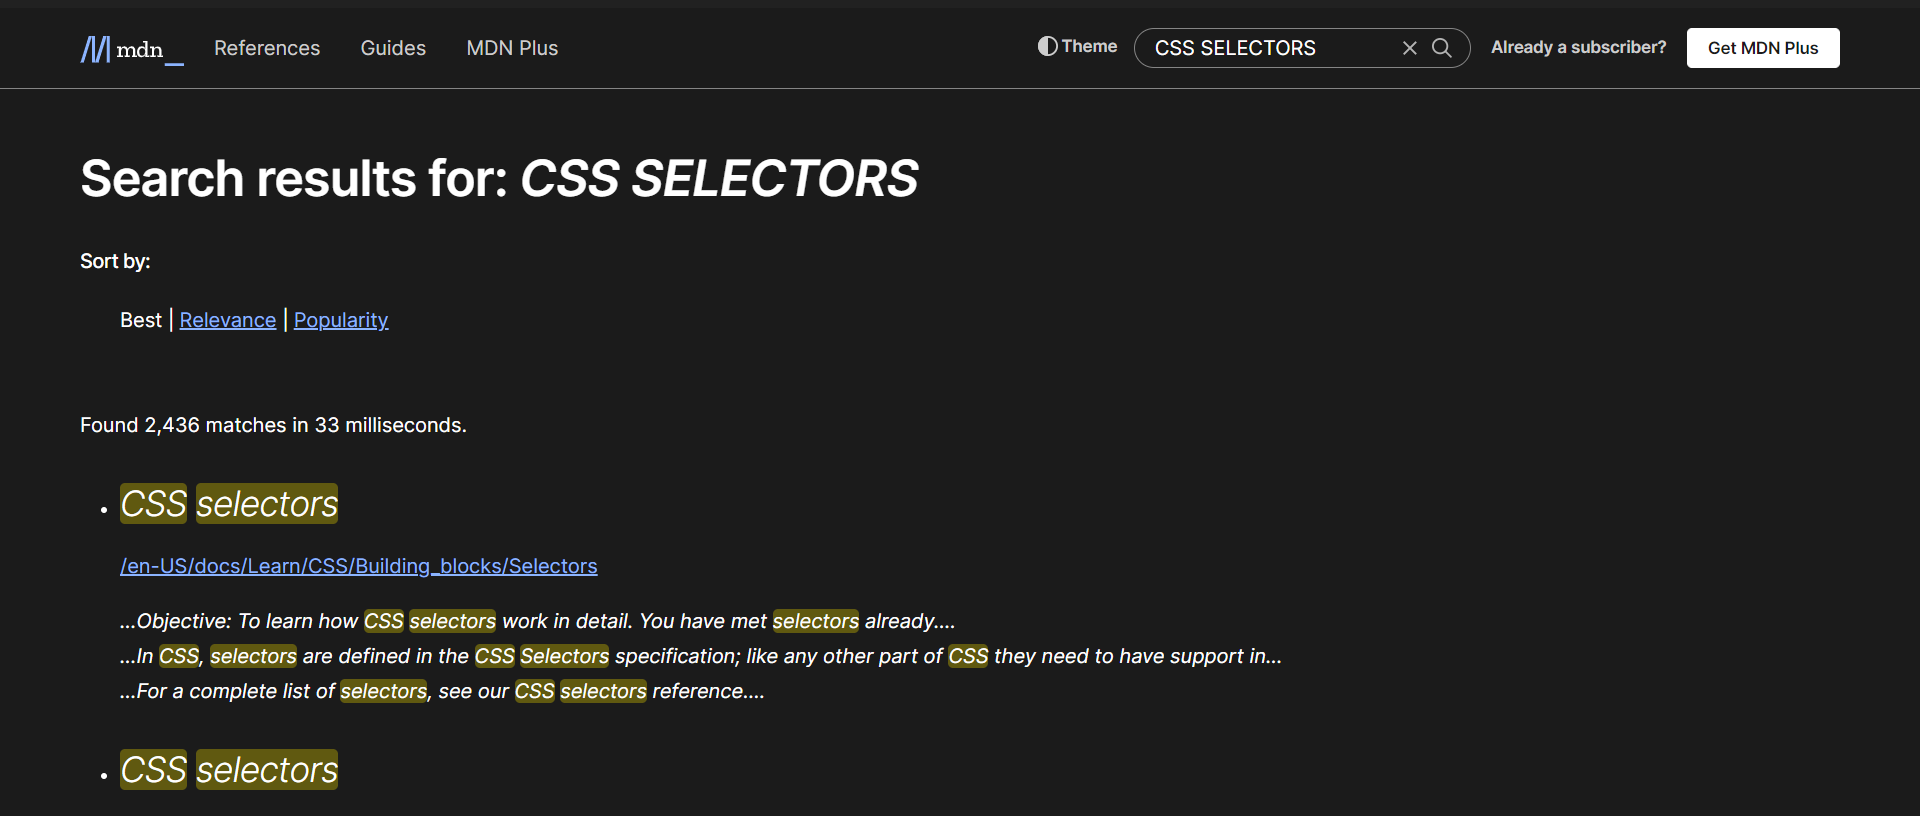 mdn_ References Guides MDN Plus Theme CSS SELECTORS Already a subscriber? Get MDN Plus
Search results for: CSS SELECTORS
Sort by:
Best | Relevance | Popularity
Found 2,436 matches in 33 milliseconds.
CSS selectors
/en-US/docs/Learn/CSS/Building_blocks/Selectors
…Objective: To learn how CSS selectors work in detail. You have met selectors already.…
…In CSS, selectors are defined in the CSS Selectors specification; like any other part of CSS they need to have support in…
…For a complete list of selectors, see our CSS selectors reference.…
CSS selectors